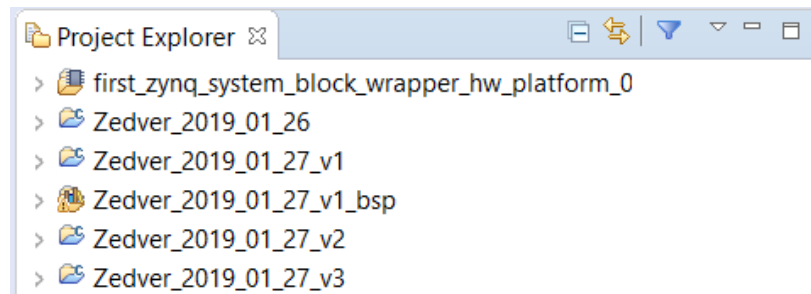 Project Explorer
first_zynq_system_block_wrapper_hw_platform_0
Zedver_2019_01_26
Zedver_2019_01_27_v1
Zedver_2019_01_27_v1_bsp
Zedver_2019_01_27_v2
Zedver_2019_01_27_v3